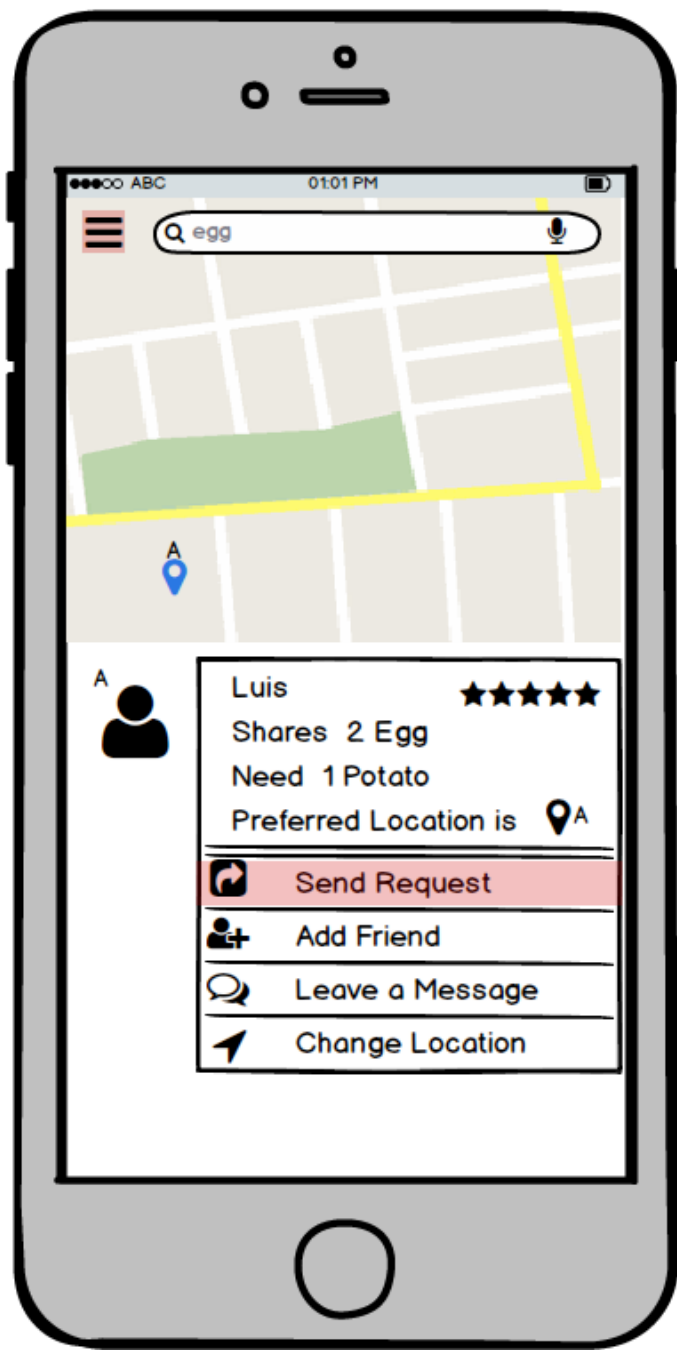 ABC 01:01 PM
egg
A
A
Luis
Shares 2 Egg
Need 1 Potato
Preferred Location is A
Send Request
Add Friend
Leave a Message
Change Location